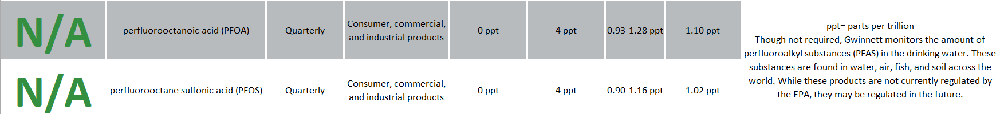 N/A perfluorooctanoic acid (PFOA) Quarterly Consumer, commercial, and industrial products 0 ppt 4 ppt 0.93-1.28 ppt 1.10 ppt
N/A perfluorooctane sulfonic acid (PFOS) Quarterly Consumer, commercial, and industrial products 0 ppt 4 ppt 0.90-1.16 ppt 1.02 ppt
ppt= parts per trillion
Though not required, Gwinnett monitors the amount of
perfluoroalkyl substances (PFAS) in the drinking water. These
substances are found in water, air, fish, and soil across the
world. While these products are not currently regulated by
the EPA, they may be regulated in the future.